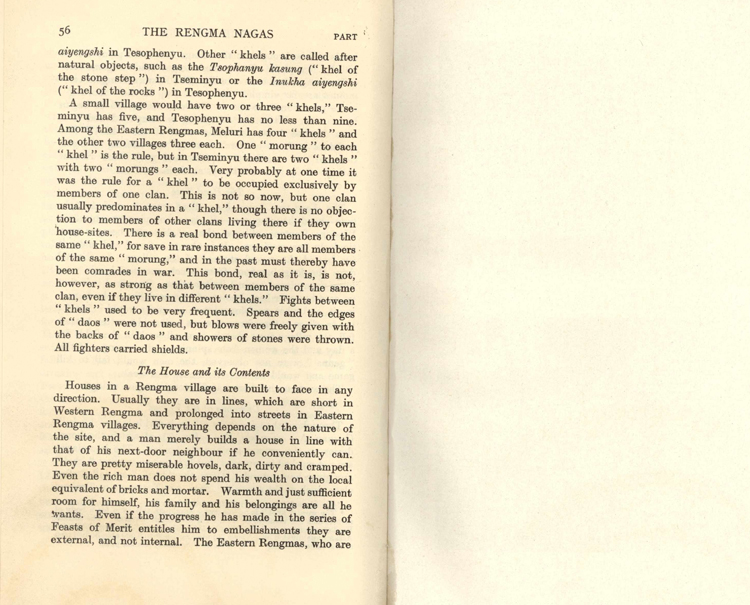 56 THE RENGMA NAGAS PART
aiyengshi in Tesophenyu. Other “ khels ” are called after
natural objects, such as the Tsophanyu kasung (“ khel of
the stone step ”) in Tseminyu or the Inukha aiyengshi
(“ khel of the rocks ”) in Tesophenyu.
A small village would have two or three “ khels,” Tse-
minyu has five, and Tesophenyu has no less than nine.
Among the Eastern Rengmas, Meluri has four “ khels ” and
the other two villages three each. One “ morung ” to each
“ khel ” is the rule, but in Tseminyu there are two “ khels ”
with two “ morungs ” each. Very probably at one time it
was the rule for a “ khel ” to be occupied exclusively by
members of one clan. This is not so now, but one clan
usually predominates in a “ khel,” though there is no objec-
tion to members of other clans living there if they own
house-sites. There is a real bond between members of the
same “ khel,” for save in rare instances they are all members
of the same “ morung,” and in the past must thereby have
been comrades in war. This bond, real as it is, is not,
however, as strong as that between members of the same
clan, even if they live in different “ khels.” Fights between
“ khels ” used to be very frequent. Spears and the edges
of “ daos ” were not used, but blows were freely given with
the backs of “ daos ” and showers of stones were thrown.
All fighters carried shields.
The House and its Contents
Houses in a Rengma village are built to face in any
direction. Usually they are in lines, which are short in
Western Rengma and prolonged into streets in Eastern
Rengma villages. Everything depends on the nature of
the site, and a man merely builds a house in line with
that of his next-door neighbour if he conveniently can.
They are pretty miserable hovels, dark, dirty and cramped.
Even the rich man does not spend his wealth on the local
equivalent of bricks and mortar. Warmth and just sufficient
room for himself, his family and his belongings are all he
wants. Even if the progress he has made in the series of
Feasts of Merit entitles him to embellishments they are
external, and not internal. The Eastern Rengmas, who are